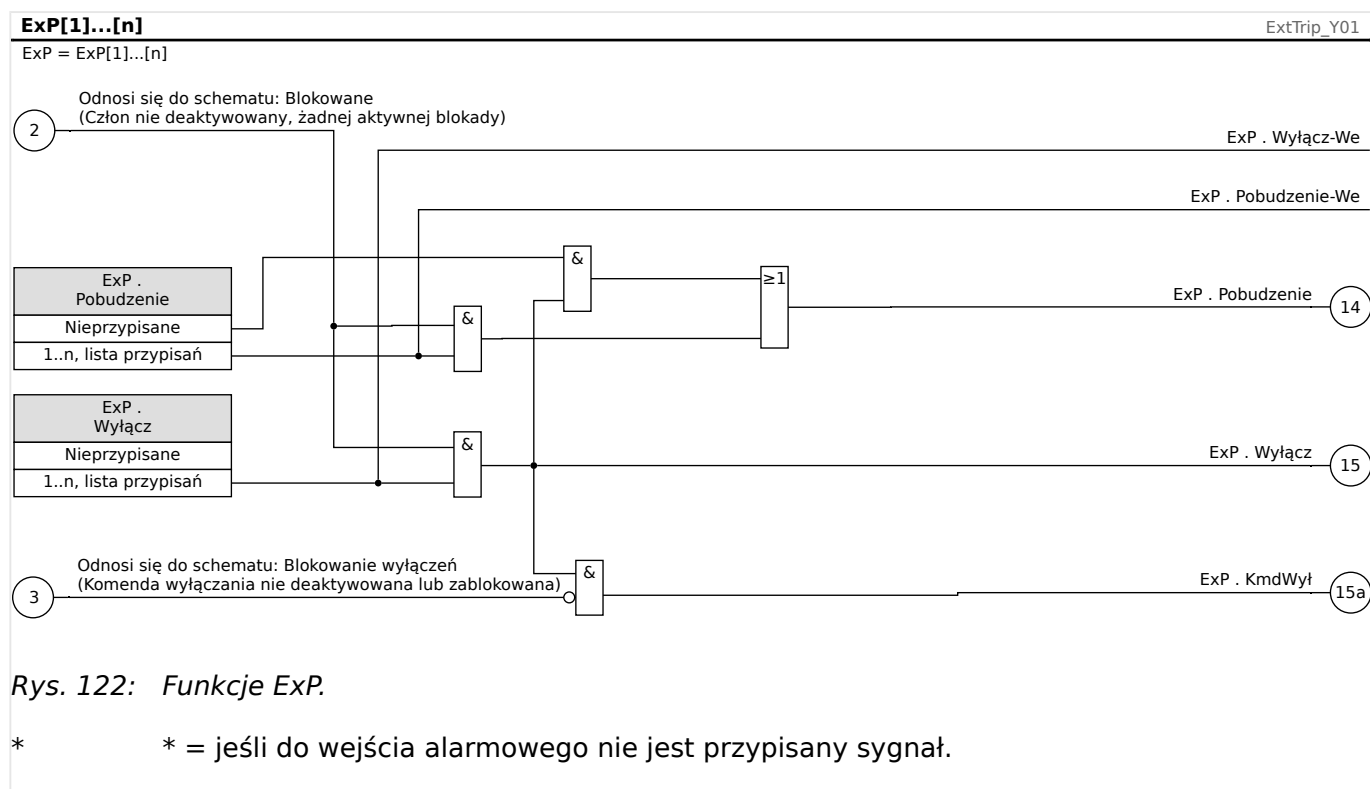 ExP[1]...[n]
ExtTrip_Y01
ExP = ExP[1]...[n]
Odnosi się do schematu: Blokowane
(Człon nie deaktywowany, żadnej aktywnej blokady)
2
ExP . Wyłącz-We
ExP . Pobudzenie-We
ExP .
Pobudzenie
Nieprzypisane
1..n, lista przypisań
&
&
≥1
ExP . Pobudzenie
14
ExP .
Wyłącz
Nieprzypisane
1..n, lista przypisań
&
ExP . Wyłącz
15
Odnosi się do schematu: Blokowanie wyłączeń
(Komenda wyłączania nie deaktywowana lub zablokowana)
3
&
ExP . KmdWył
15a
Rys. 122: Funkcje ExP.
* * = jeśli do wejścia alarmowego nie jest przypisany sygnał.